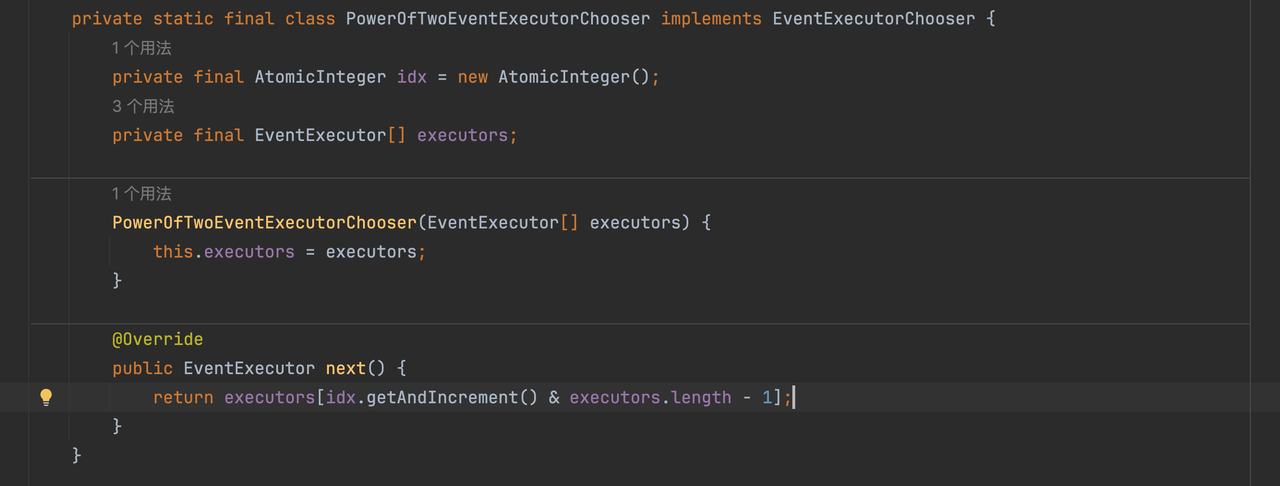 private static final class PowerOfTwoEventExecutorChooser implements EventExecutorChooser {
1 个用法
private final AtomicInteger idx = new AtomicInteger();
3 个用法
private final EventExecutor[] executors;
1 个用法
PowerOfTwoEventExecutorChooser(EventExecutor[] executors) {
this.executors = executors;
}
@Override
public EventExecutor next() {
return executors[idx.getAndIncrement() & executors.length - 1];
}
}